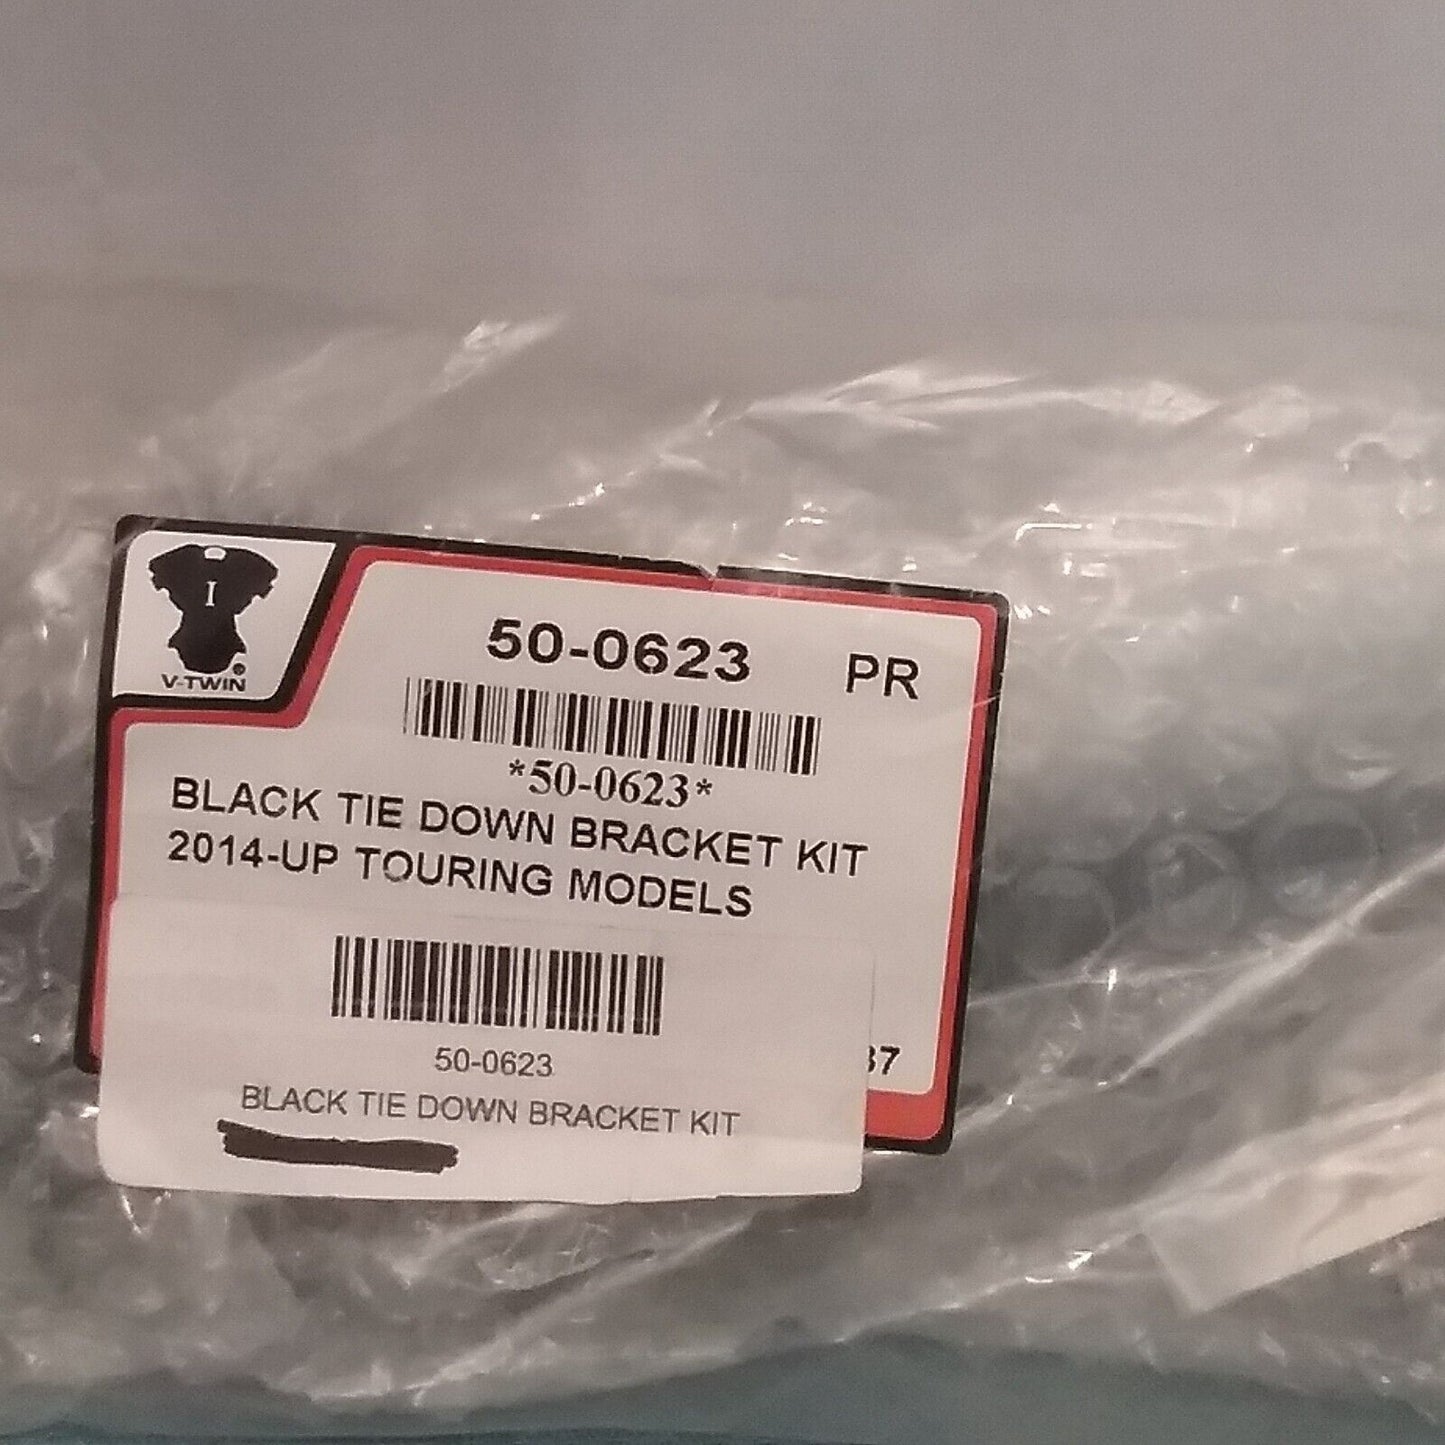 I
®
V-TWIN
50-0623 PR
*50-0623*
BLACK TIE DOWN BRACKET KIT
2014-UP TOURING MODELS
50-0623
37
BLACK TIE DOWN BRACKET KIT